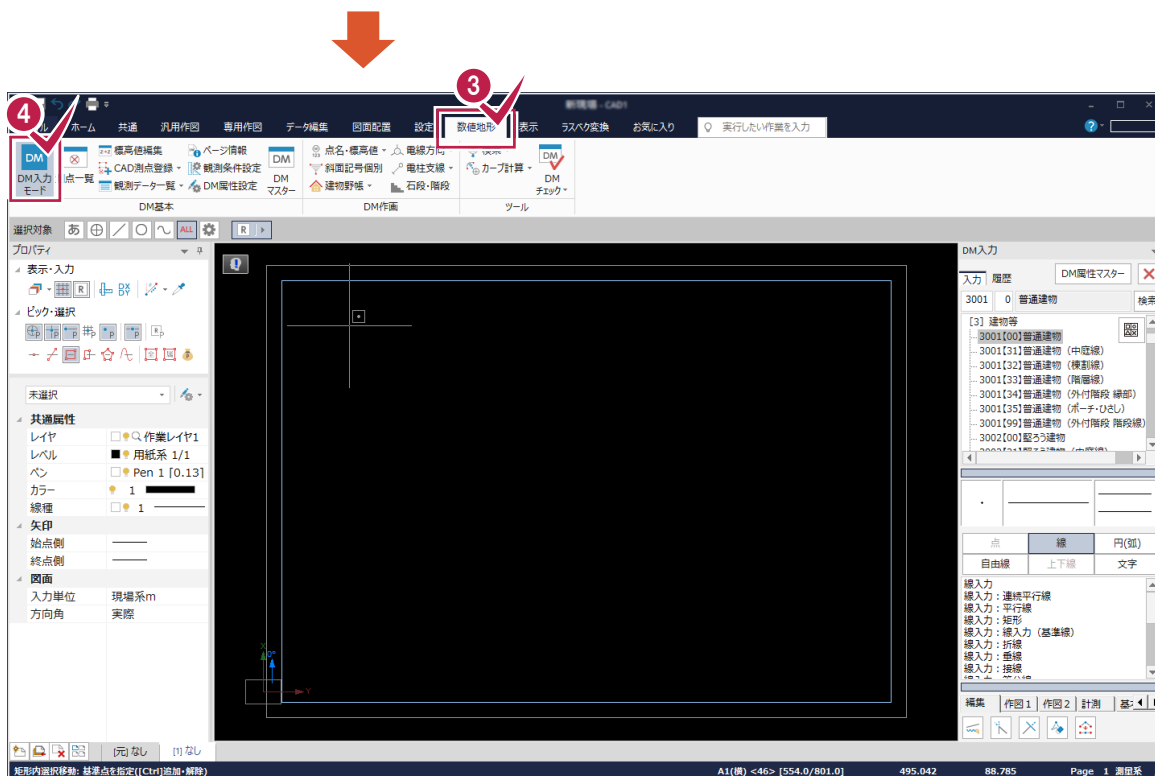 3
4
CAD1
ホーム 共通 汎用作図 専用作図 データ編集 図面配置 設定 数値地形 表示 ラスベク変換 お気に入り 実行したい作業を入力
DM DM入力モード
点一覧
標高値編集
CAD測点登録
観測データ一覧
ページ情報
観測条件設定
DM属性設定
DM DMマスター
点名・標高値
斜面記号個別
建物野帳
電線方向
電柱支線
石段・階段
検索
カーブ計算
DM DMチェック
DM基本 DM作画 ツール
選択対象 あ ALL R
プロパティ
表示・入力
R
ピック・選択
未選択
共通属性
レイヤ 作業レイヤ1
レベル 用紙系 1/1
ペン Pen 1 [0.13]
カラー 1
線種 1
矢印
始点側
終点側
図面
入力単位 現場系m
方向角 実際
X
0°
Y
DM入力
入力 履歴 DM属性マスター
3001 0 普通建物 検索
[3] 建物等
3001【00】普通建物
3001【31】普通建物（中庭線）
3001【32】普通建物（棟割線）
3001【33】普通建物（階層線）
3001【34】普通建物（外付階段 縁部）
3001【35】普通建物（ポーチ・ひさし）
3001【99】普通建物（外付階段 階段線）
3002【00】堅ろう建物
点 線 円(弧)
自由線 上下線 文字
線入力
線入力：連続平行線
線入力：平行線
線入力：矩形
線入力：線入力（基準線）
線入力：折線
線入力：垂線
線入力：接線
編集 作図1 作図2 計測
[元] なし [1] なし
矩形内選択移動: 基準点を指定([Ctrl]追加・解除) A1(横) <46> [554.0/801.0] 495.042 88.785 Page 1 測量系